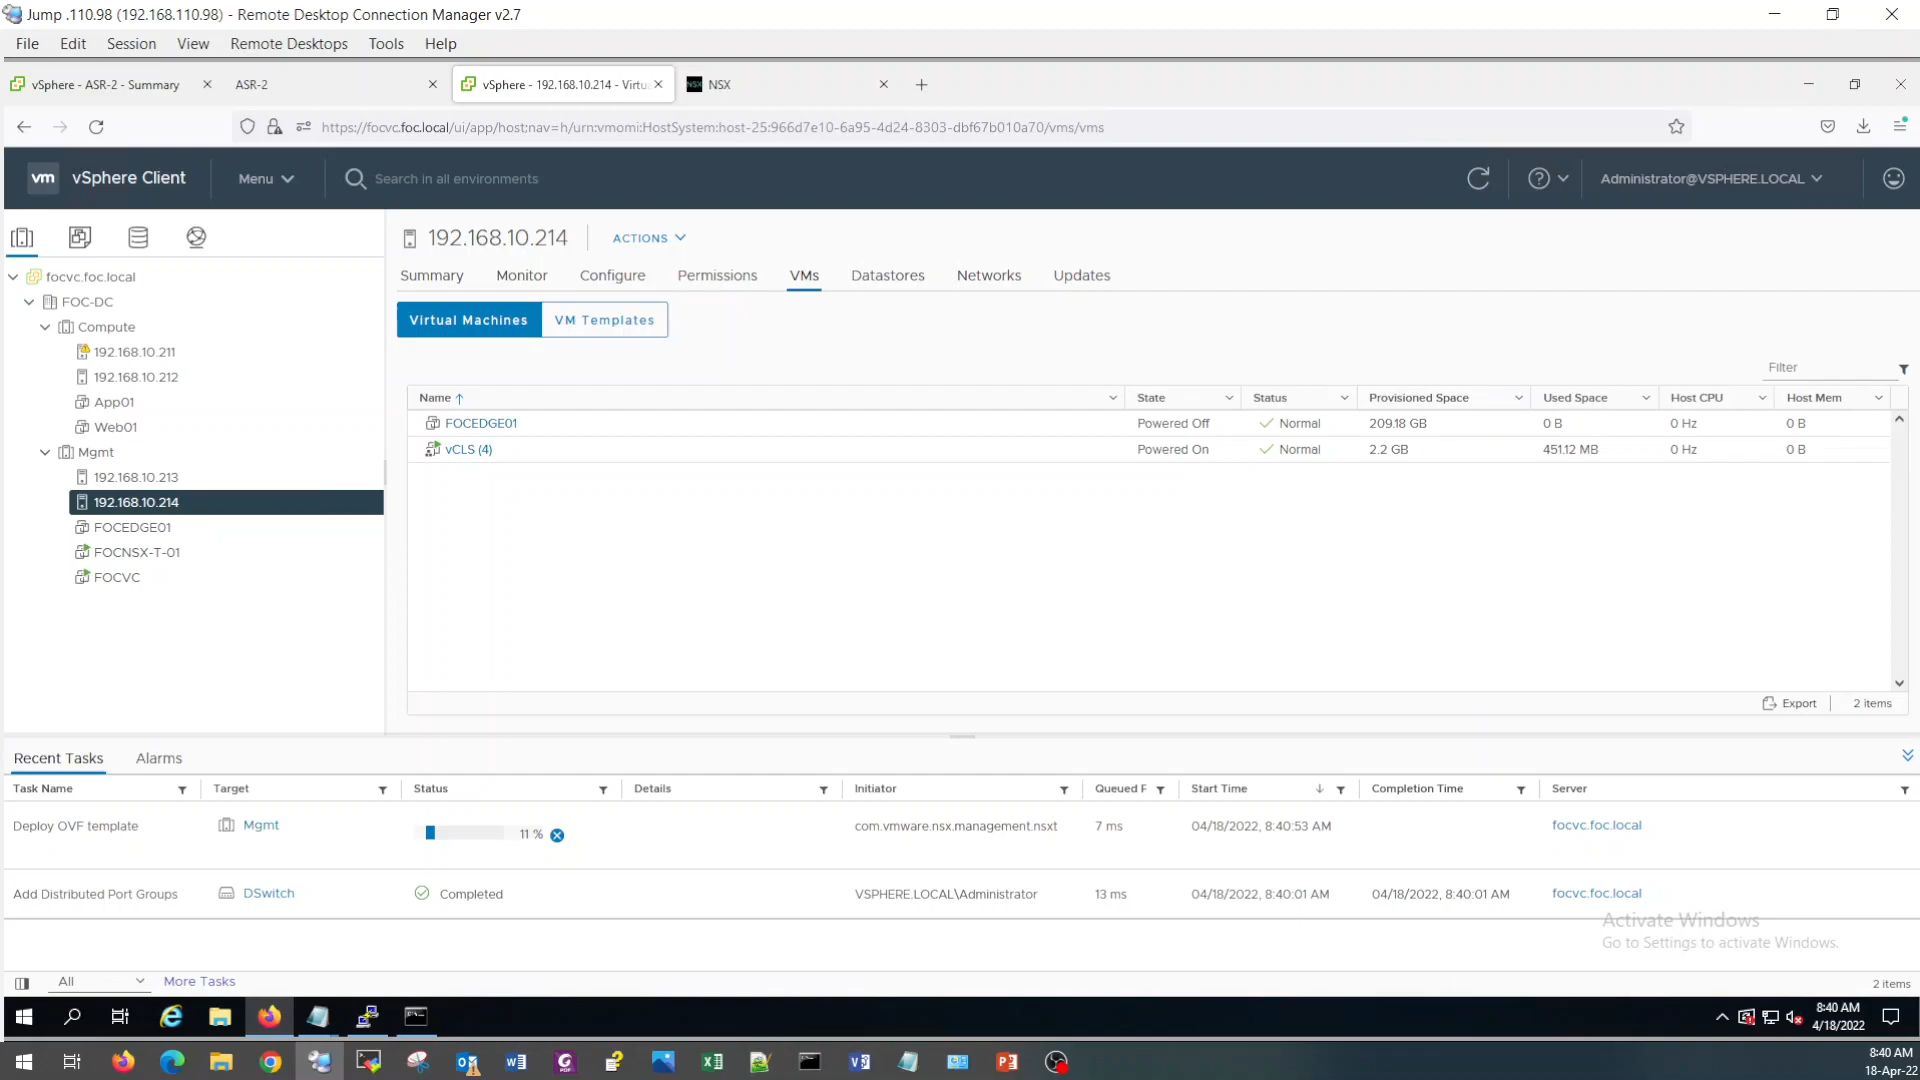 Jump .110.98 (192.168.110.98) - Remote Desktop Connection Manager v2.7
File Edit Session View Remote Desktops Tools Help
vSphere - ASR-2 - Summary ASR-2 vSphere - 192.168.10.214 - Virtu NSX NSX
https://focvc.foc.local/ui/app/host;nav=h/urn:vmomi:HostSystem:host-25:966d7e10-6a95-4d24-8303-dbf67b010a70/vms/vms
vm vSphere Client Menu Search in all environments Administrator@VSPHERE.LOCAL
192.168.10.214 ACTIONS
Summary Monitor Configure Permissions VMs Datastores Networks Updates
focvc.foc.local
FOC-DC
Compute
192.168.10.211
192.168.10.212
App01
Web01
Mgmt
192.168.10.213
192.168.10.214
FOCEDGE01
FOCNSX-T-01
FOCVC
Virtual Machines VM Templates
Filter
Name State Status Provisioned Space Used Space Host CPU Host Mem
FOCEDGE01 Powered Off Normal 209.18 GB 0 B 0 Hz 0 B
vCLS (4) Powered On Normal 2.2 GB 451.12 MB 0 Hz 0 B
Export 2 items
Recent Tasks Alarms
Task Name Target Status Details Initiator Queued F Start Time Completion Time Server
Deploy OVF template Mgmt 11 % com.vmware.nsx.management.nsxt 7 ms 04/18/2022, 8:40:53 AM focvc.foc.local
Add Distributed Port Groups DSwitch Completed VSPHERE.LOCAL\Administrator 13 ms 04/18/2022, 8:40:01 AM 04/18/2022, 8:40:01 AM focvc.foc.local
Activate Windows
Go to Settings to activate Windows.
All More Tasks 2 items
8:40 AM
4/18/2022
8:40 AM
18-Apr-22